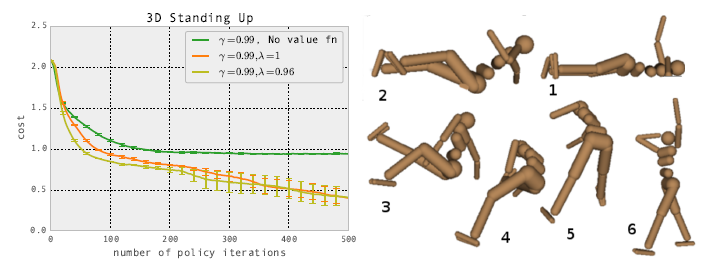 3D Standing Up
γ=0.99, No value fn
γ=0.99,λ=1
γ=0.99,λ=0.96
cost
2.5
2.0
1.5
1.0
0.5
0.0
0 100 200 300 400 500
number of policy iterations
2 1
3 4 5 6